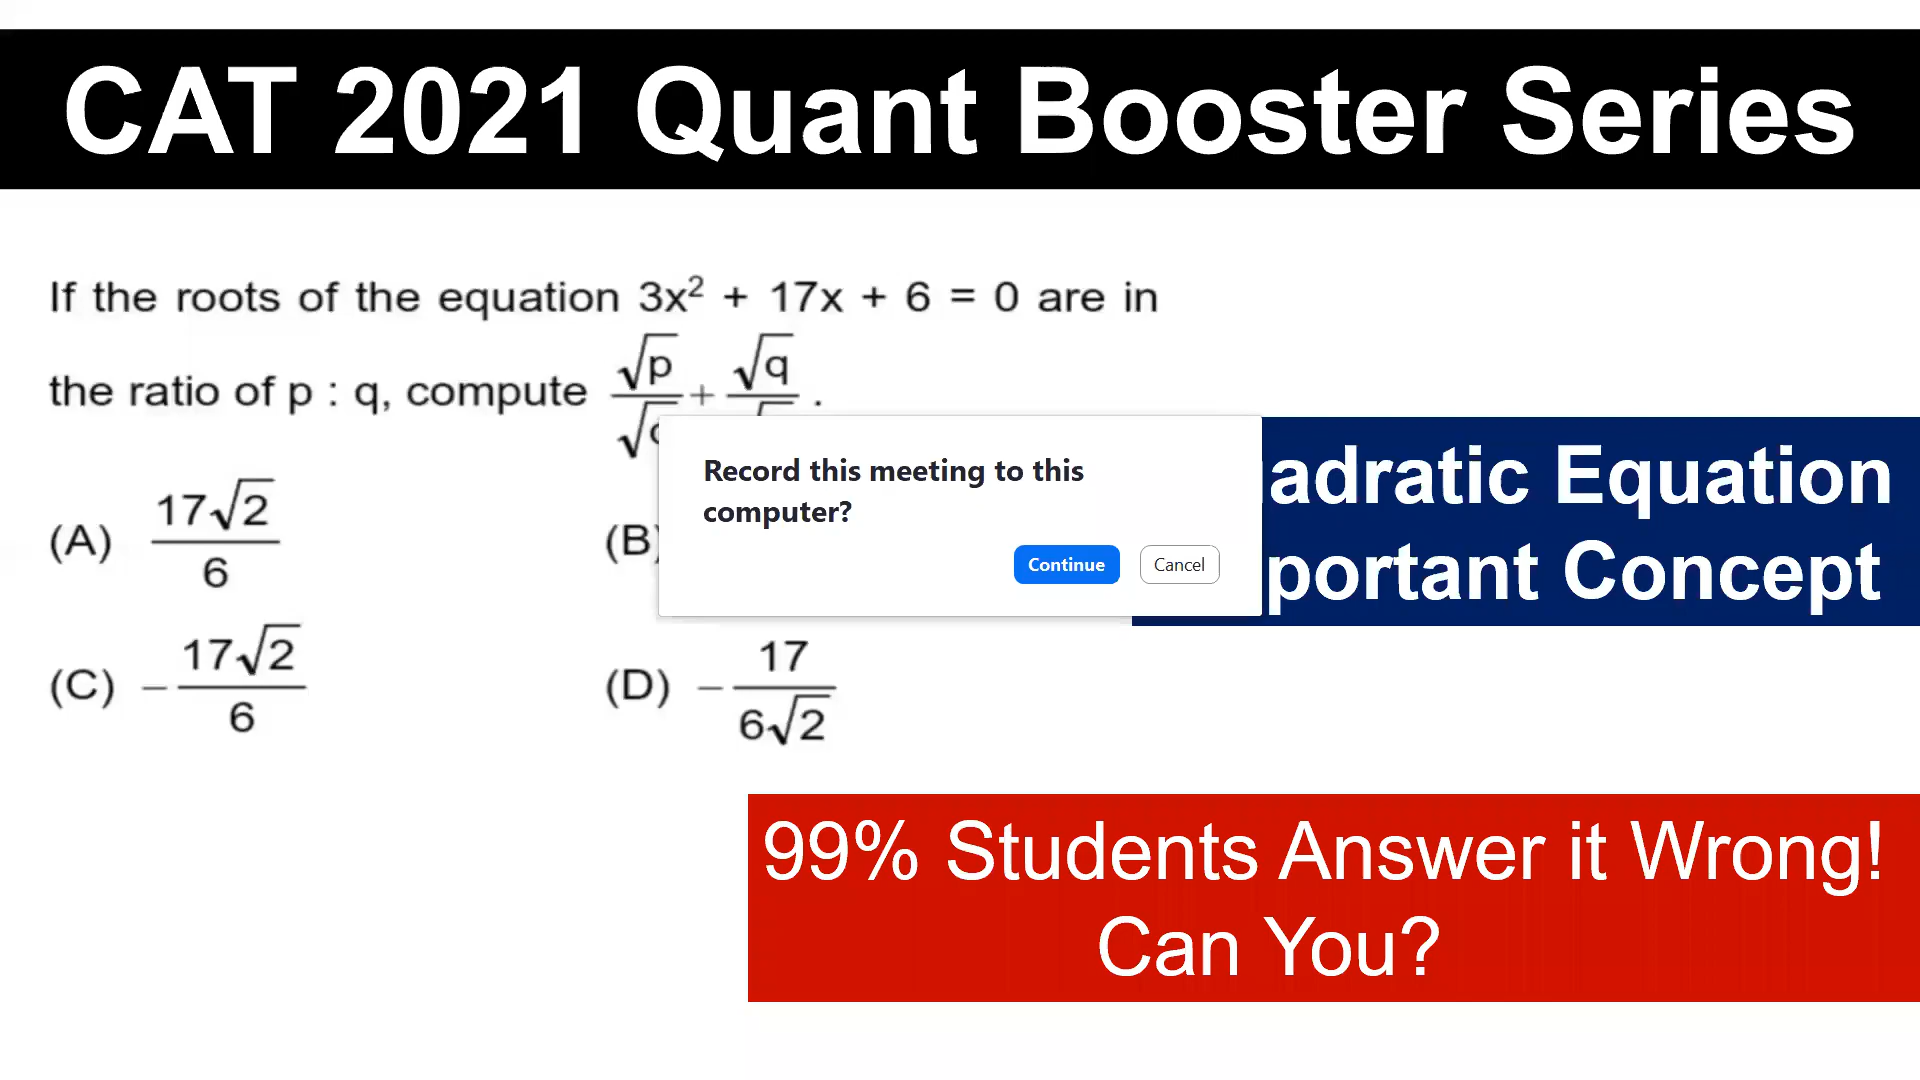 CAT 2021 Quant Booster Series
If the roots of the equation 3x² + 17x + 6 = 0 are in
the ratio of p : q, compute √p/√ + √q/√ .
Record this meeting to this
computer?
Continue Cancel
(A) 17√2/6
(B)
(C) −17√2/6
(D) −17/6√2
adratic Equation
portant Concept
99% Students Answer it Wrong!
Can You?